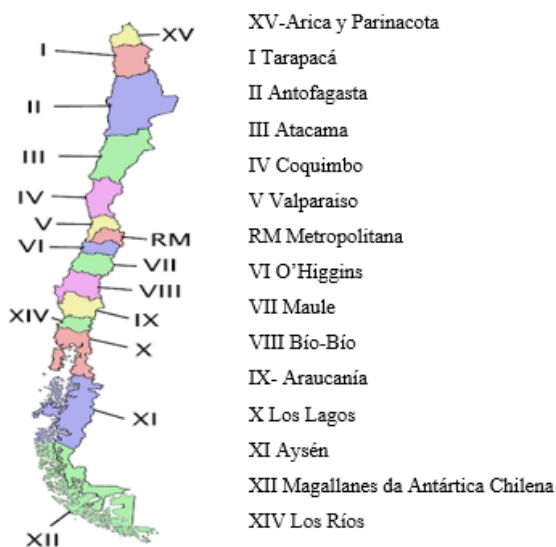 XV
I
II
III
IV
V
RM
VI
VII
VIII
XIV
IX
X
XI
XII
XV-Arica y Parinacota
I Tarapacá
II Antofagasta
III Atacama
IV Coquimbo
V Valparaiso
RM Metropolitana
VI O’Higgins
VII Maule
VIII Bío-Bío
IX- Araucanía
X Los Lagos
XI Aysén
XII Magallanes da Antártica Chilena
XIV Los Ríos